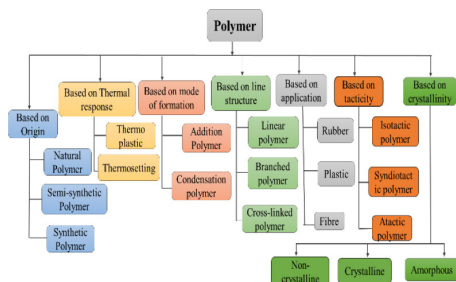 Polymer
Based on
Origin
Natural
Polymer
Semi-synthetic
Polymer
Synthetic
Polymer
Based on Thermal
response
Thermo
plastic
Thermosetting
Based on mode
of formation
Addition
Polymer
Condensation
polymer
Based on line
structure
Linear
polymer
Branched
polymer
Cross-linked
polymer
Based on
application
Rubber
Plastic
Fibre
Based on
tacticity
Isotactic
polymer
Syndiotact
ic polymer
Atactic
polymer
Based on
crystallinity
Non-
crystalline
Crystalline
Amorphous